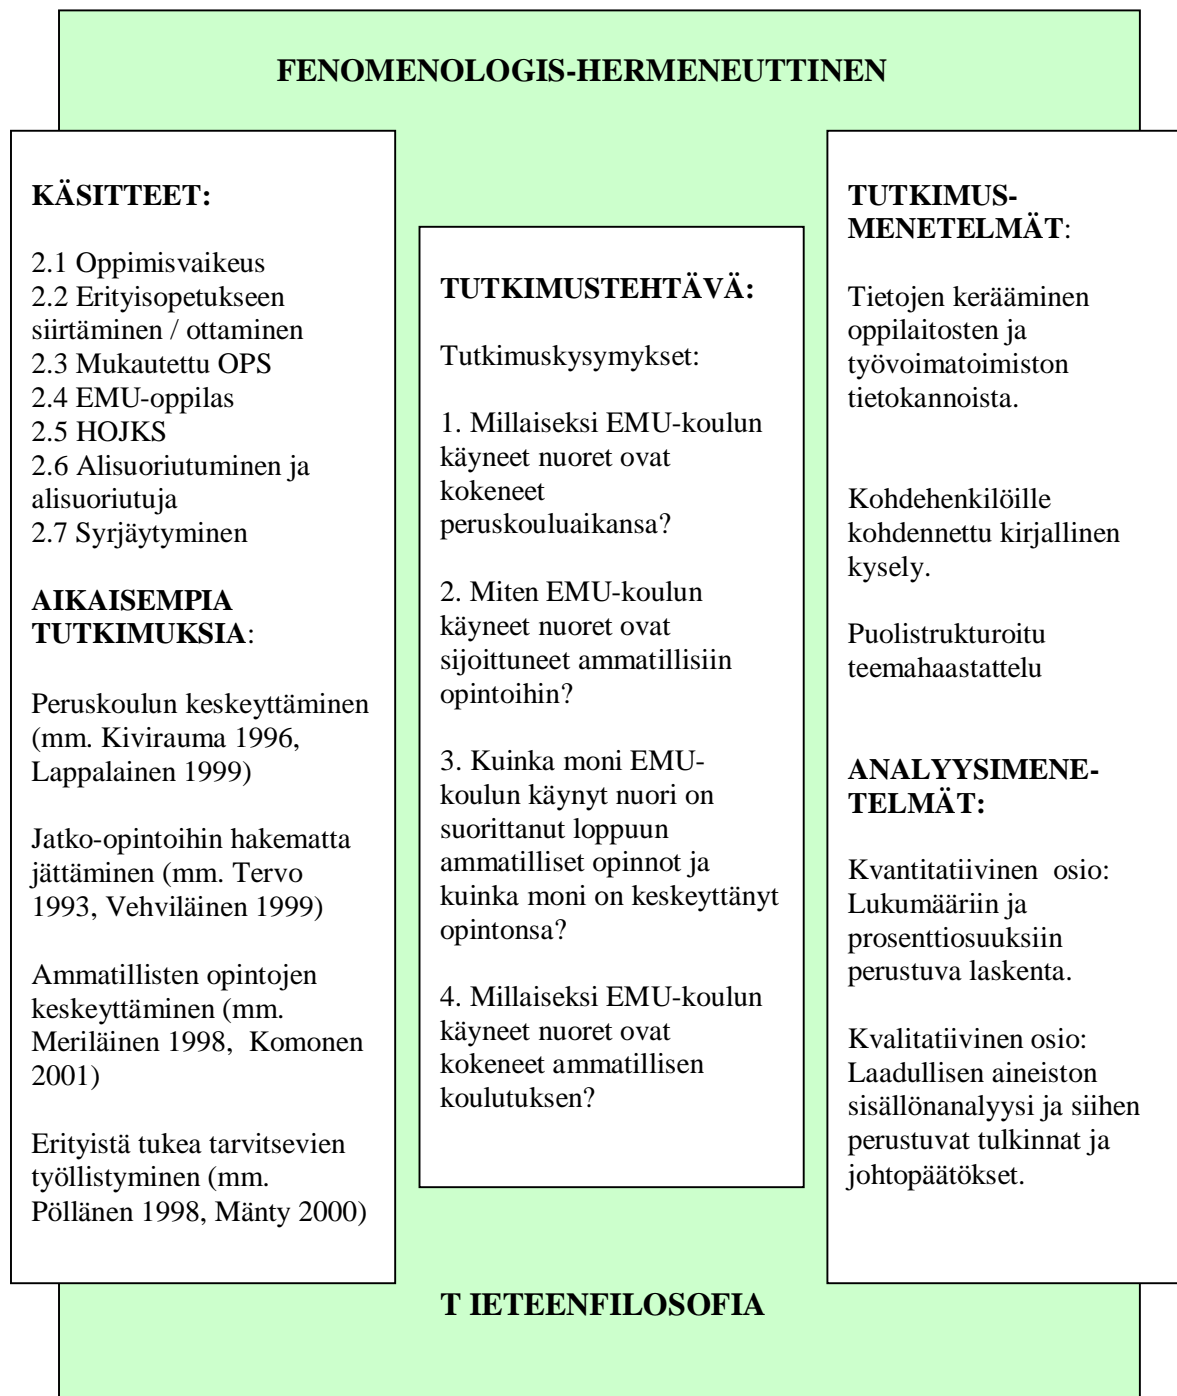 FENOMENOLOGIS-HERMENEUTTINEN
KÄSITTEET:
2.1 Oppimisvaikeus
2.2 Erityisopetukseen
siirtäminen / ottaminen
2.3 Mukautettu OPS
2.4 EMU-oppilas
2.5 HOJKS
2.6 Alisuoriutuminen ja
alisuoriutuja
2.7 Syrjäytyminen
AIKAISEMPIA
TUTKIMUKSIA:
Peruskoulun keskeyttäminen
(mm. Kivirauma 1996,
Lappalainen 1999)
Jatko-opintoihin hakematta
jättäminen (mm. Tervo
1993, Vehviläinen 1999)
Ammatillisten opintojen
keskeyttäminen (mm.
Meriläinen 1998, Komonen
2001)
Erityistä tukea tarvitsevien
työllistyminen (mm.
Pöllänen 1998, Mänty 2000)
TUTKIMUSTEHTÄVÄ:
Tutkimuskysymykset:
1. Millaiseksi EMU-koulun
käyneet nuoret ovat
kokeneet
peruskouluaikansa?
2. Miten EMU-koulun
käyneet nuoret ovat
sijoittuneet ammatillisiin
opintoihin?
3. Kuinka moni EMU-
koulun käynyt nuori on
suorittanut loppuun
ammatilliset opinnot ja
kuinka moni on keskeyttänyt
opintonsa?
4. Millaiseksi EMU-koulun
käyneet nuoret ovat
kokeneet ammatillisen
koulutuksen?
TUTKIMUS-
MENETELMÄT:
Tietojen kerääminen
oppilaitosten ja
työvoimatoimiston
tietokannoista.
Kohdehenkilöille
kohdennettu kirjallinen
kysely.
Puolistrukturoitu
teemahaastattelu
ANALYYSIMENE-
TELMÄT:
Kvantitatiivinen osio:
Lukumääriin ja
prosenttiosuuksiin
perustuva laskenta.
Kvalitatiivinen osio:
Laadullisen aineiston
sisällönanalyysi ja siihen
perustuvat tulkinnat ja
johtopäätökset.
T IETEENFILOSOFIA